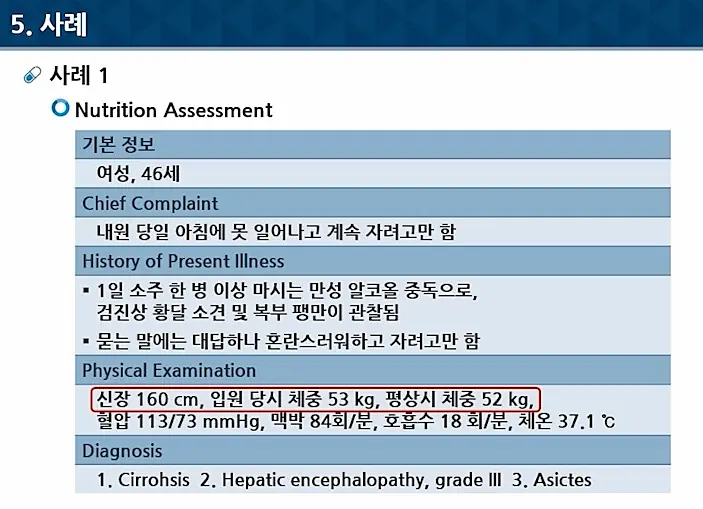 5. 사례
사례 1
Nutrition Assessment
기본 정보
여성, 46세
Chief Complaint
내원 당일 아침에 못 일어나고 계속 자려고만 함
History of Present Illness
▪ 1일 소주 한 병 이상 마시는 만성 알코올 중독으로,
검진상 황달 소견 및 복부 팽만이 관찰됨
▪ 묻는 말에는 대답하나 혼란스러워하고 자려고만 함
Physical Examination
신장 160 cm, 입원 당시 체중 53 kg, 평상시 체중 52 kg,
혈압 113/73 mmHg, 맥박 84회/분, 호흡수 18 회/분, 체온 37.1 ℃
Diagnosis
1. Cirrohsis 2. Hepatic encephalopathy, grade III 3. Asictes